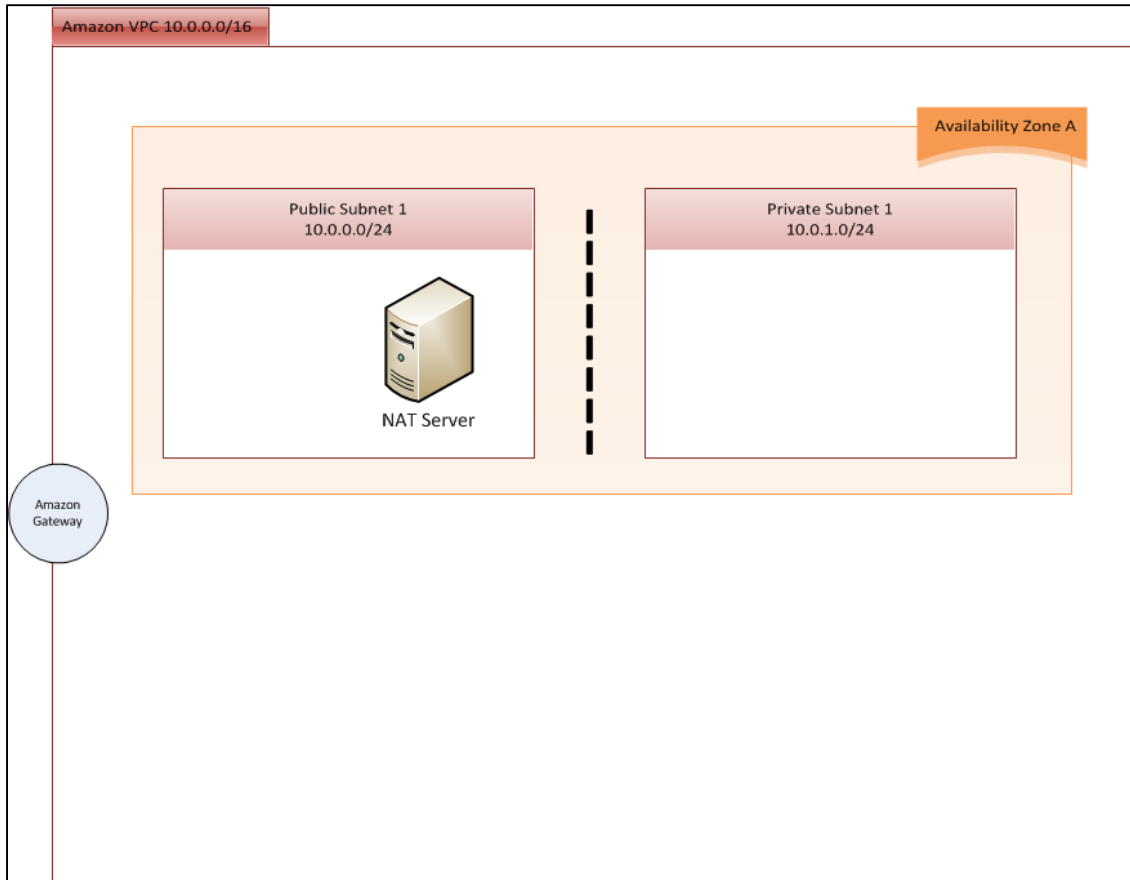 Amazon VPC 10.0.0.0/16
Availability Zone A
Public Subnet 1
10.0.0.0/24
Private Subnet 1
10.0.1.0/24
NAT Server
Amazon
Gateway